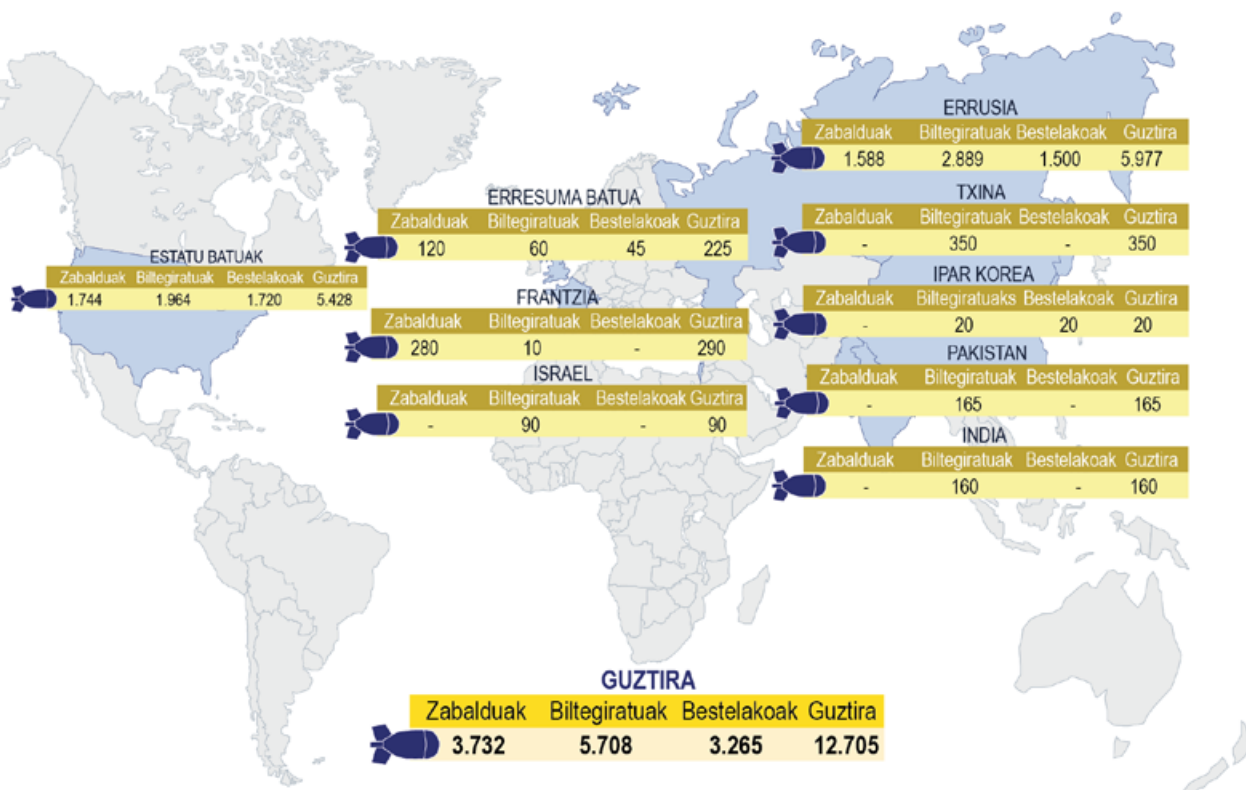 ESTATU BATUAK
Zabalduak Biltegiratuak Bestelakoak Guztira
1.744 1.964 1.720 5.428
ERRESUMA BATUA
Zabalduak Biltegiratuak Bestelakoak Guztira
120 60 45 225
FRANTZIA
Zabalduak Biltegiratuak Bestelakoak Guztira
280 10 - 290
ISRAEL
Zabalduak Biltegiratuak Bestelakoak Guztira
- 90 - 90
ERRUSIA
Zabalduak Biltegiratuak Bestelakoak Guztira
1.588 2.889 1.500 5.977
TXINA
Zabalduak Biltegiratuak Bestelakoak Guztira
- 350 - 350
IPAR KOREA
Zabalduak Biltegiratuaks Bestelakoak Guztira
- 20 20 20
PAKISTAN
Zabalduak Biltegiratuak Bestelakoak Guztira
- 165 - 165
INDIA
Zabalduak Biltegiratuak Bestelakoak Guztira
- 160 - 160
GUZTIRA
Zabalduak Biltegiratuak Bestelakoak Guztira
3.732 5.708 3.265 12.705